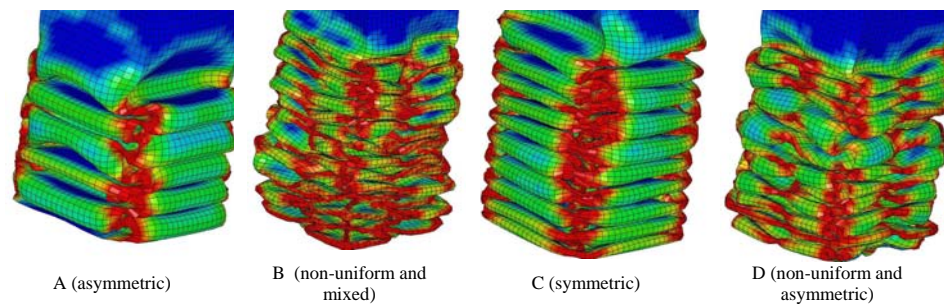 A (asymmetric)
B (non-uniform and
mixed)
C (symmetric)
D (non-uniform and
asymmetric)